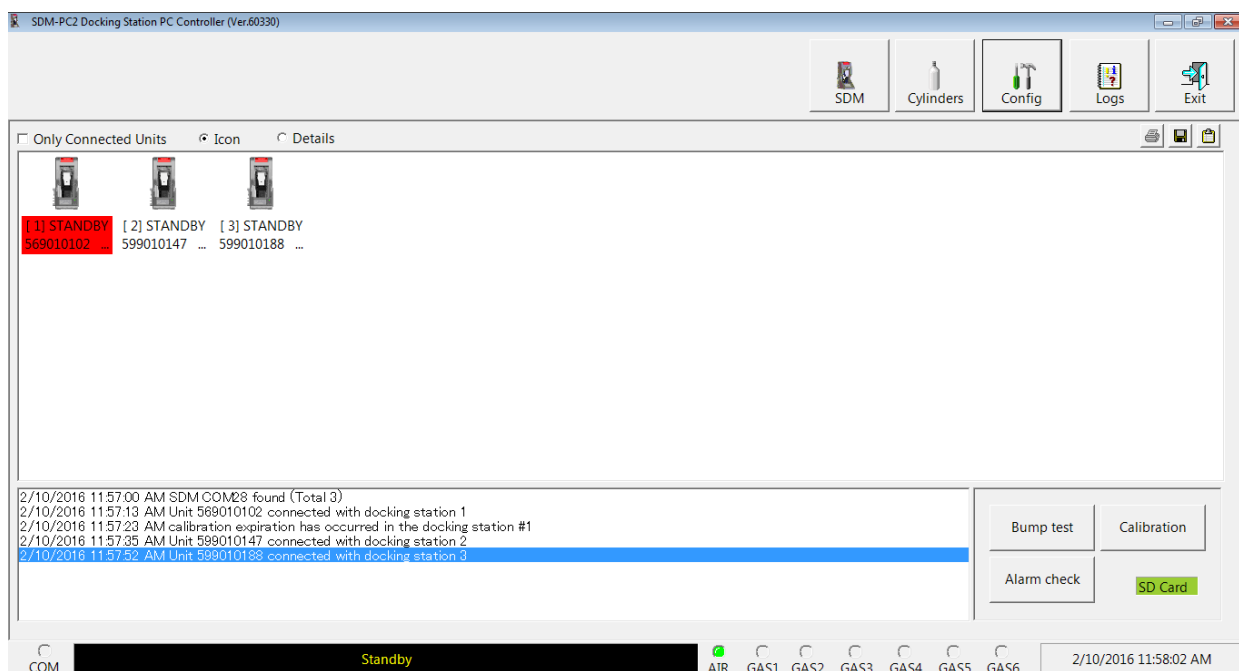 SDM-PC2 Docking Station PC Controller (Ver.60330)
SDM Cylinders Config Logs Exit
Only Connected Units Icon Details
[ 1] STANDBY [ 2] STANDBY [ 3] STANDBY
569010102 ... 599010147 ... 599010188 ...
2/10/2016 11:57:00 AM SDM COM28 found (Total 3)
2/10/2016 11:57:13 AM Unit 569010102 connected with docking station 1
2/10/2016 11:57:23 AM calibration expiration has occurred in the docking station #1
2/10/2016 11:57:35 AM Unit 599010147 connected with docking station 2
2/10/2016 11:57:52 AM Unit 599010188 connected with docking station 3
Bump test Calibration
Alarm check SD Card
COM Standby AIR GAS1 GAS2 GAS3 GAS4 GAS5 GAS6 2/10/2016 11:58:02 AM